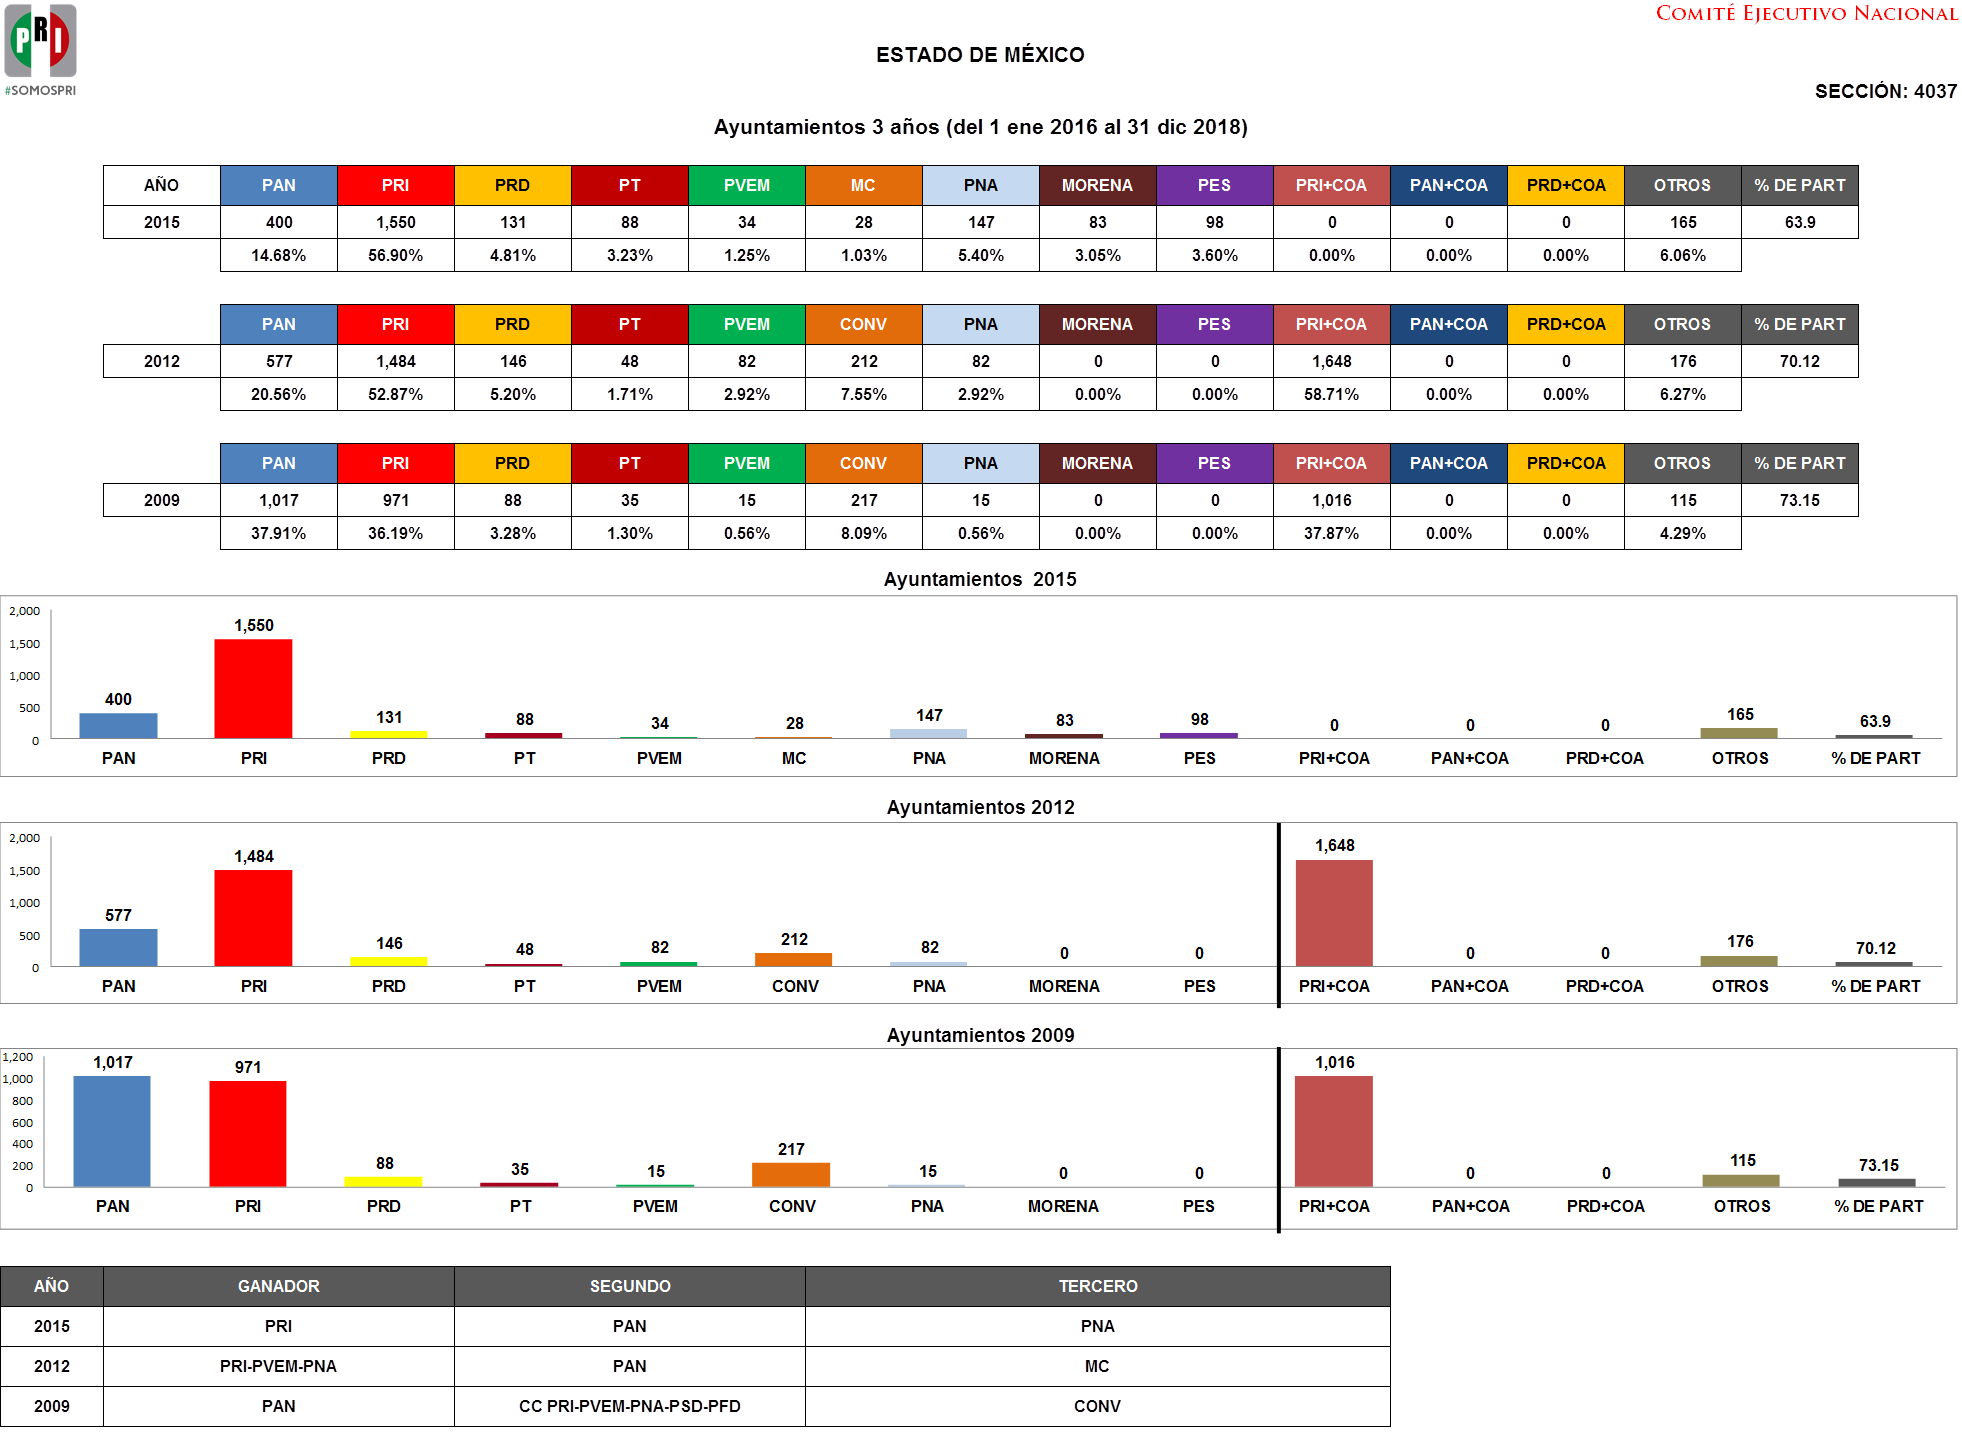 PRI
#SOMOSPRI
COMITÉ EJECUTIVO NACIONAL
ESTADO DE MÉXICO
SECCIÓN: 4037
Ayuntamientos 3 años (del 1 ene 2016 al 31 dic 2018)
AÑO PAN PRI PRD PT PVEM MC PNA MORENA PES PRI+COA PAN+COA PRD+COA OTROS % DE PART
2015 400 1,550 131 88 34 28 147 83 98 0 0 0 165 63.9
14.68% 56.90% 4.81% 3.23% 1.25% 1.03% 5.40% 3.05% 3.60% 0.00% 0.00% 0.00% 6.06%
PAN PRI PRD PT PVEM CONV PNA MORENA PES PRI+COA PAN+COA PRD+COA OTROS % DE PART
2012 577 1,484 146 48 82 212 82 0 0 1,648 0 0 176 70.12
20.56% 52.87% 5.20% 1.71% 2.92% 7.55% 2.92% 0.00% 0.00% 58.71% 0.00% 0.00% 6.27%
PAN PRI PRD PT PVEM CONV PNA MORENA PES PRI+COA PAN+COA PRD+COA OTROS % DE PART
2009 1,017 971 88 35 15 217 15 0 0 1,016 0 0 115 73.15
37.91% 36.19% 3.28% 1.30% 0.56% 8.09% 0.56% 0.00% 0.00% 37.87% 0.00% 0.00% 4.29%
Ayuntamientos 2015
2,000
1,500
1,000
500
0
400 1,550 131 88 34 28 147 83 98 0 0 0 165 63.9
PAN PRI PRD PT PVEM MC PNA MORENA PES PRI+COA PAN+COA PRD+COA OTROS % DE PART
Ayuntamientos 2012
2,000
1,500
1,000
500
0
577 1,484 146 48 82 212 82 0 0 1,648 0 0 176 70.12
PAN PRI PRD PT PVEM CONV PNA MORENA PES PRI+COA PAN+COA PRD+COA OTROS % DE PART
Ayuntamientos 2009
1,200
1,000
800
600
400
200
0
1,017 971 88 35 15 217 15 0 0 1,016 0 0 115 73.15
PAN PRI PRD PT PVEM CONV PNA MORENA PES PRI+COA PAN+COA PRD+COA OTROS % DE PART
AÑO GANADOR SEGUNDO TERCERO
2015 PRI PAN PNA
2012 PRI-PVEM-PNA PAN MC
2009 PAN CC PRI-PVEM-PNA-PSD-PFD CONV